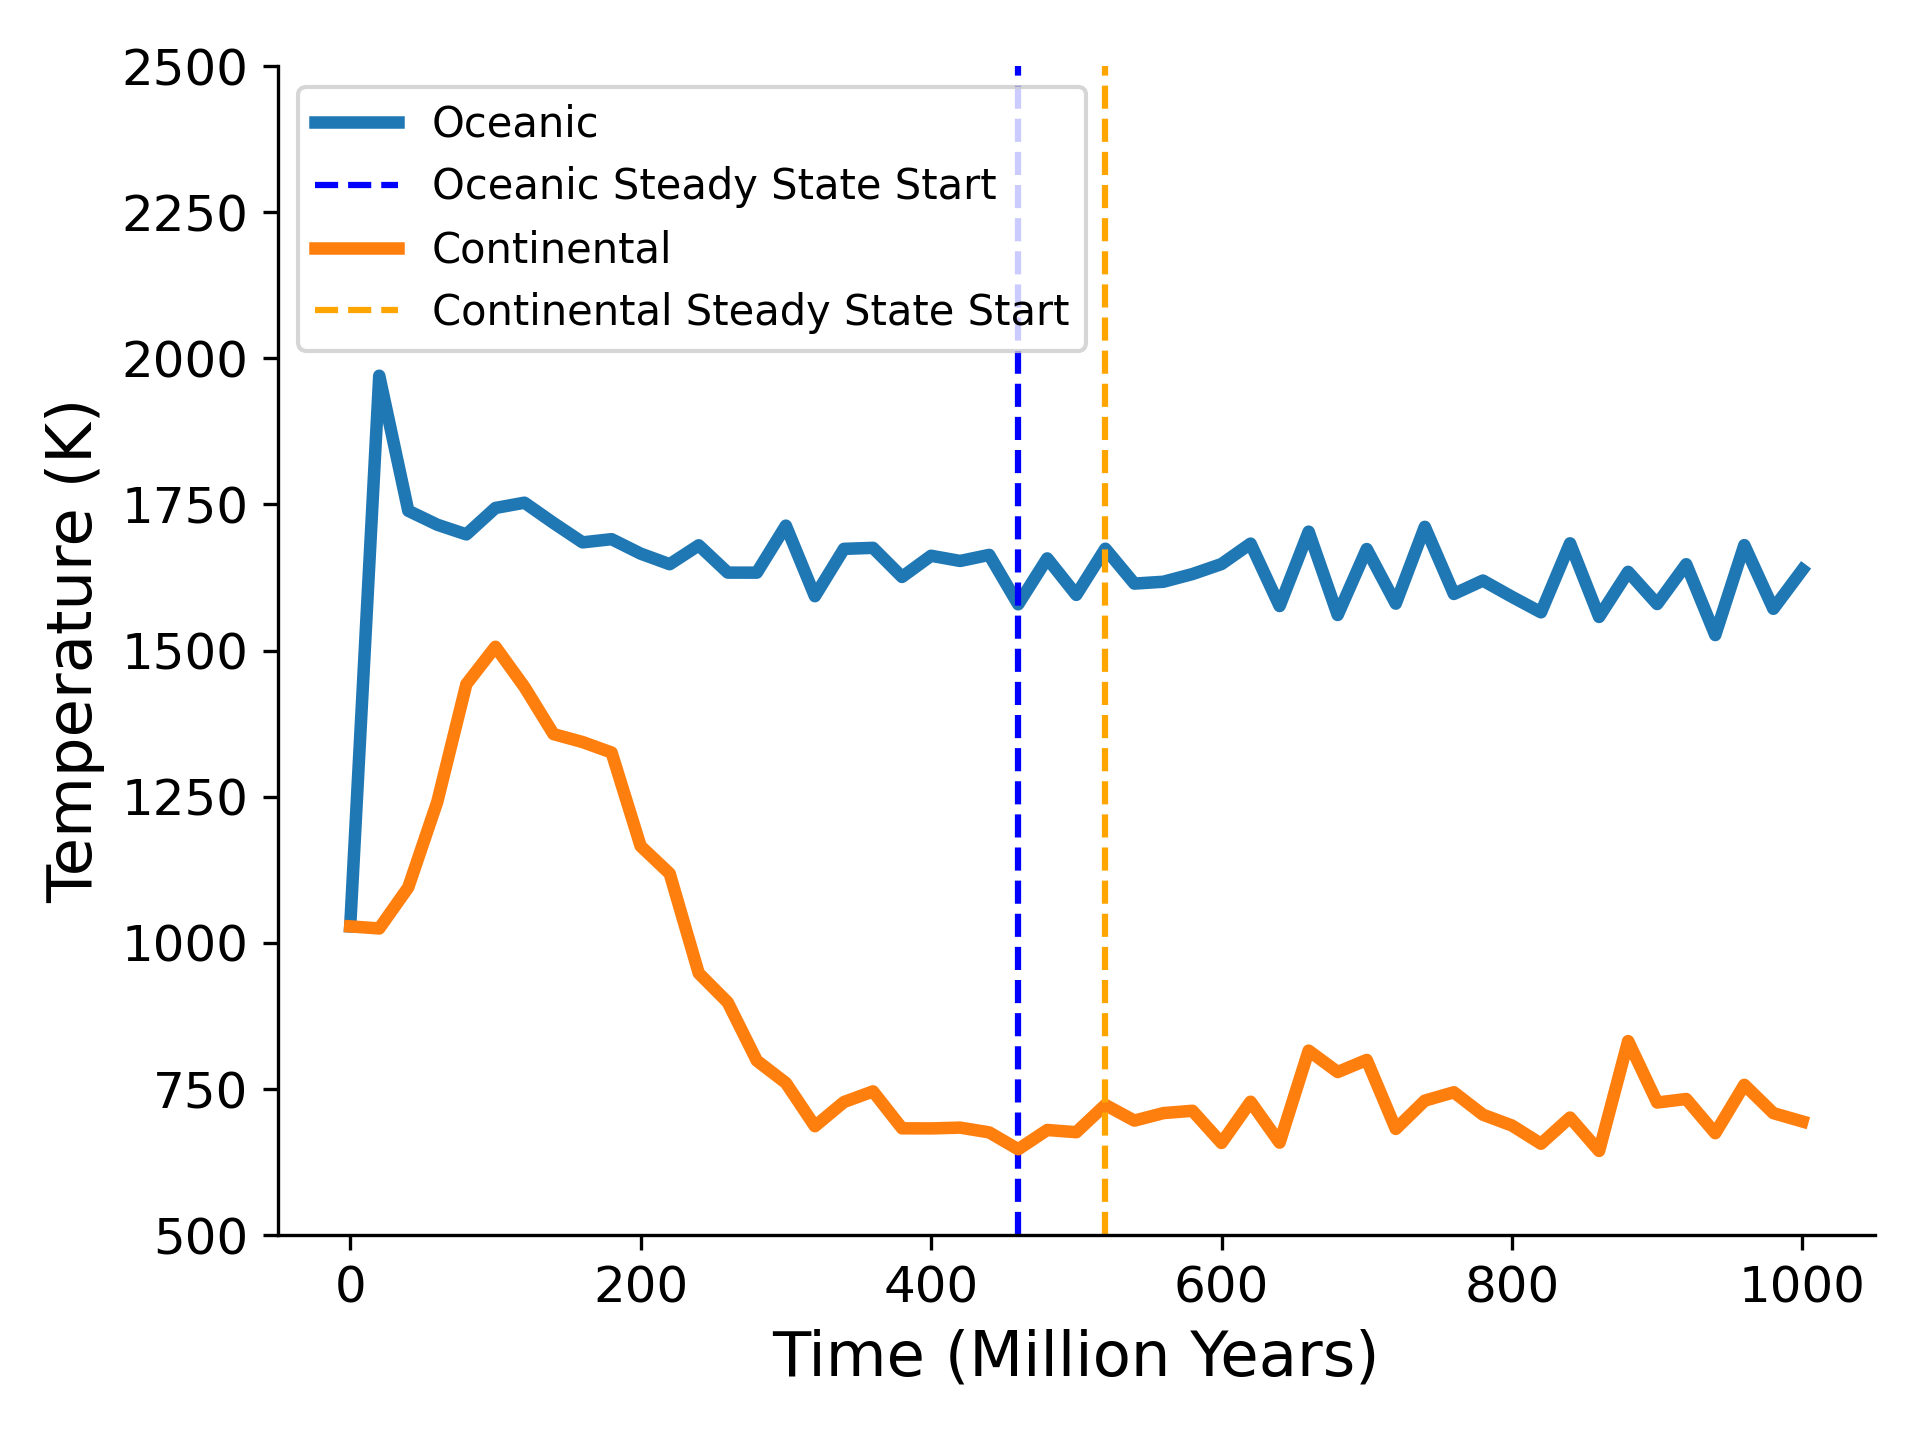 2500
2250
2000
1750
1500
1250
1000
750
500
Temperature (K)
Oceanic
Oceanic Steady State Start
Continental
Continental Steady State Start
0 200 400 600 800 1000
Time (Million Years)